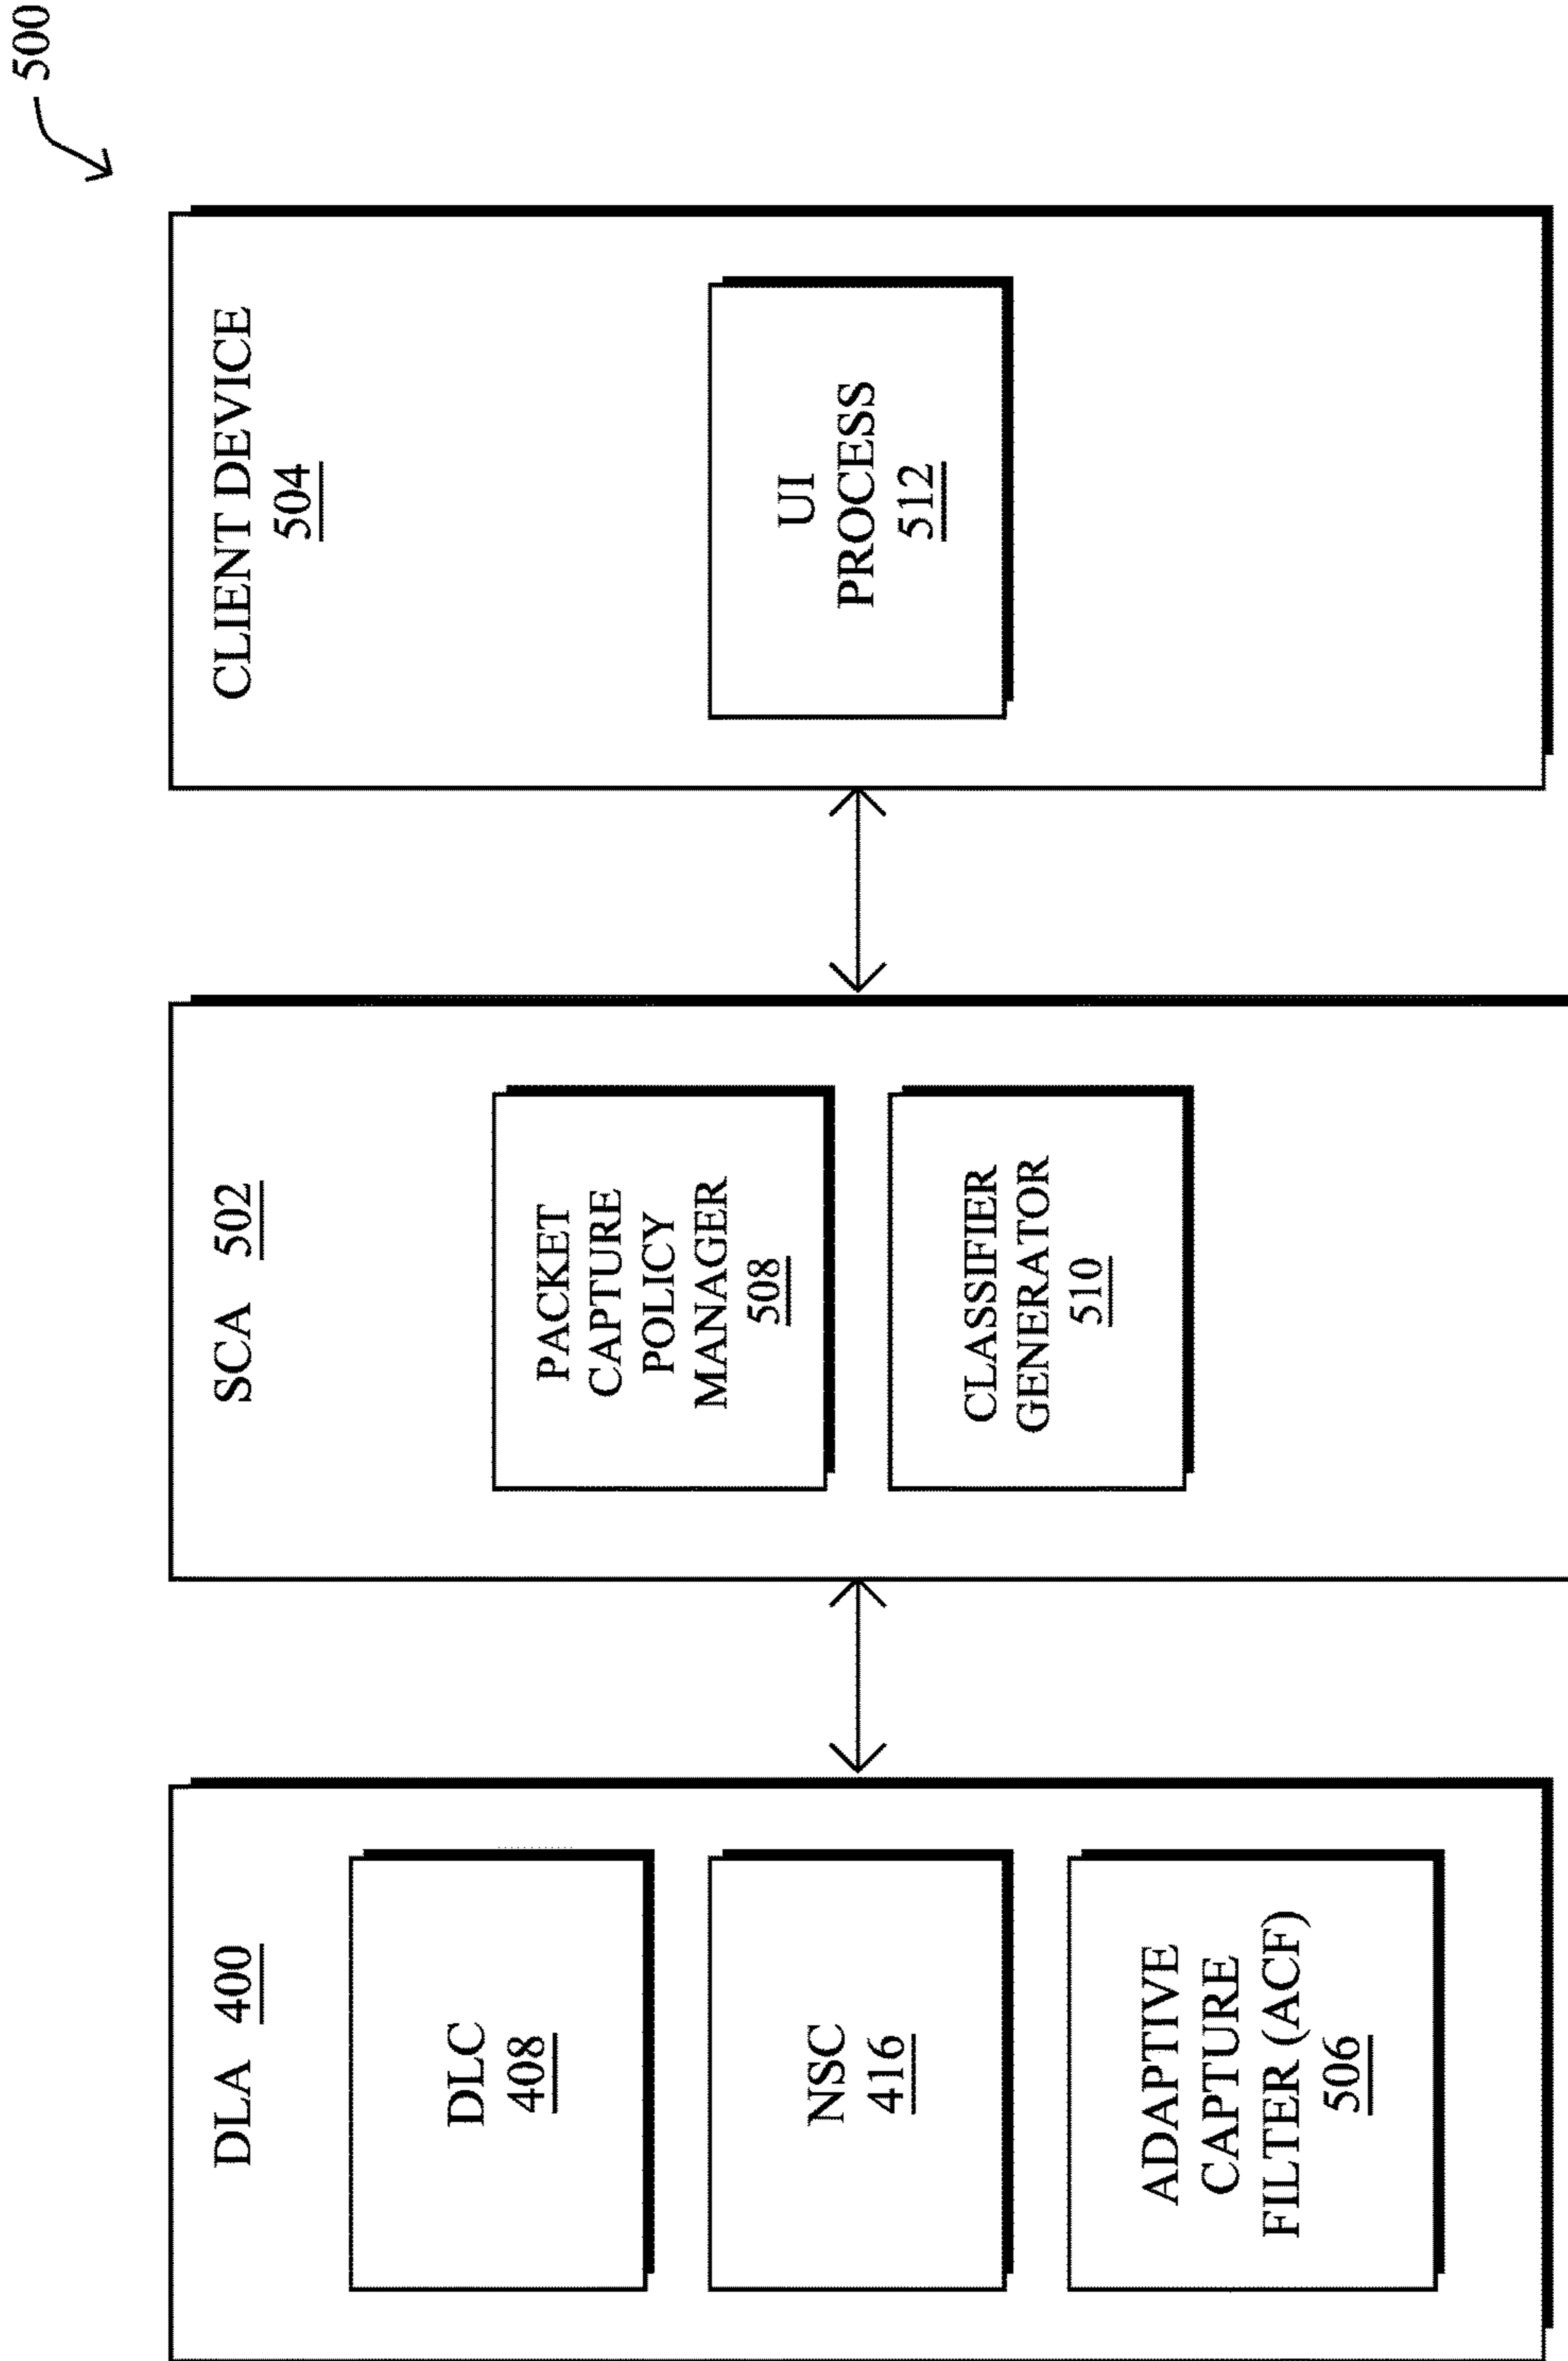 500
DLA 400
DLC
408
NSC
416
ADAPTIVE
CAPTURE
FILTER (ACF)
506
SCA 502
PACKET
CAPTURE
POLICY
MANAGER
508
CLASSIFIER
GENERATOR
510
CLIENT DEVICE
504
UI
PROCESS
512